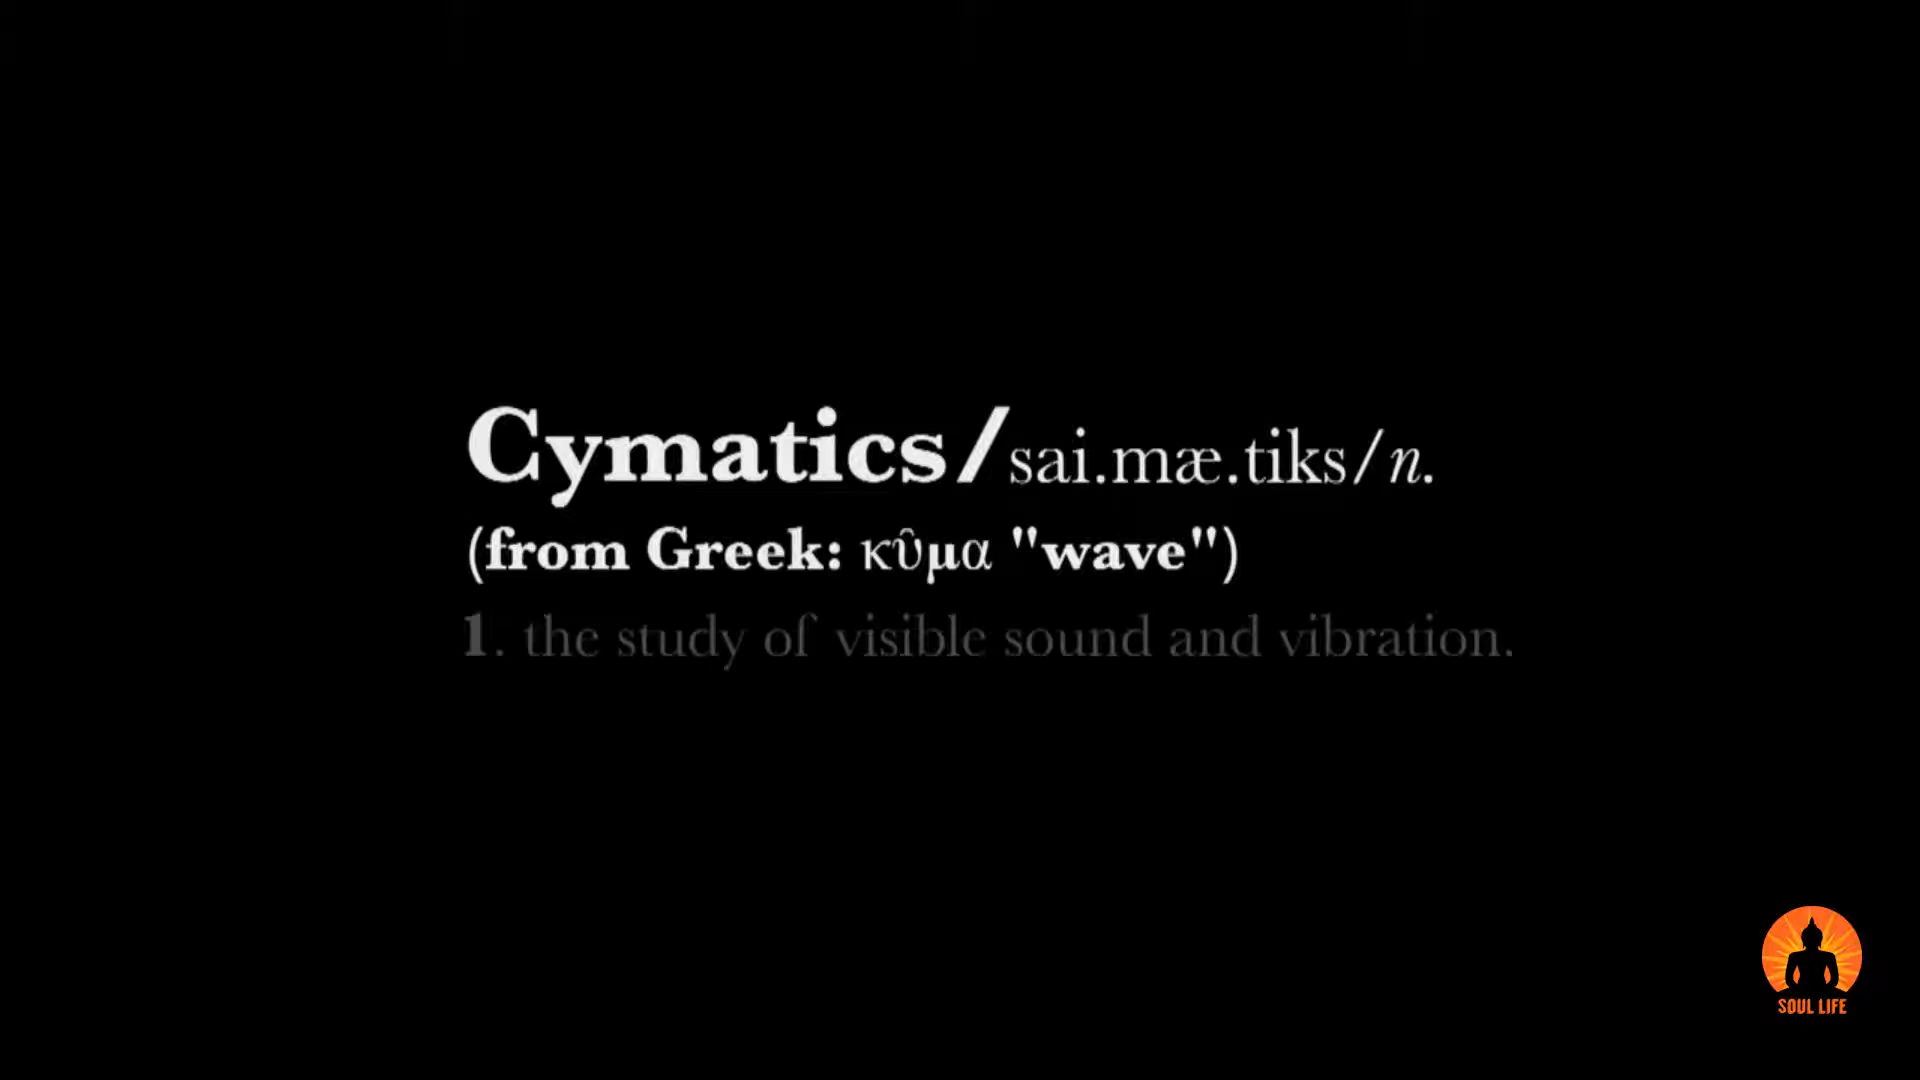 Cymatics/sai.mæ.tiks/n.
(from Greek: κῦμα "wave")
1. the study of visible sound and vibration.
SOUL LIFE